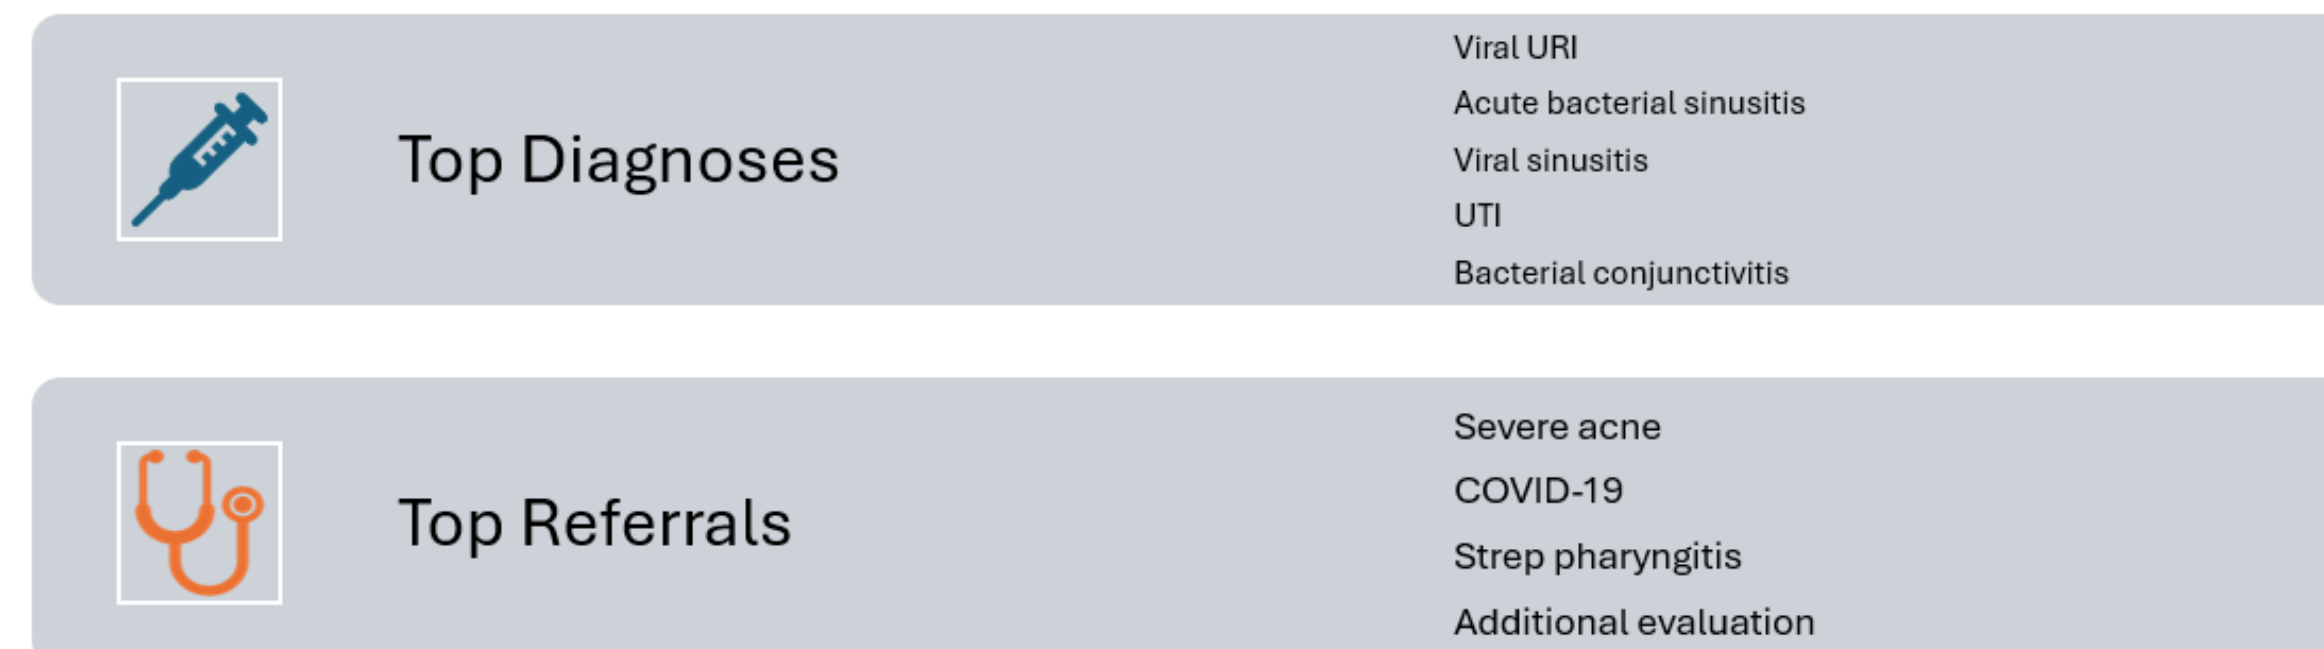 Top Diagnoses
Viral URI
Acute bacterial sinusitis
Viral sinusitis
UTI
Bacterial conjunctivitis
Top Referrals
Severe acne
COVID-19
Strep pharyngitis
Additional evaluation